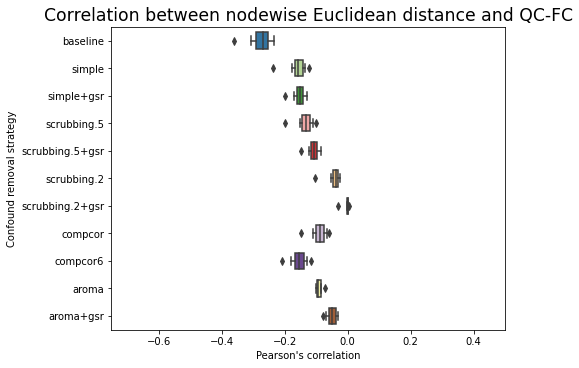 Correlation between nodewise Euclidean distance and QC-FC
Confound removal strategy
baseline
simple
simple+gsr
scrubbing.5
scrubbing.5+gsr
scrubbing.2
scrubbing.2+gsr
compcor
compcor6
aroma
aroma+gsr
−0.6 −0.4 −0.2 0.0 0.2 0.4
Pearson's correlation